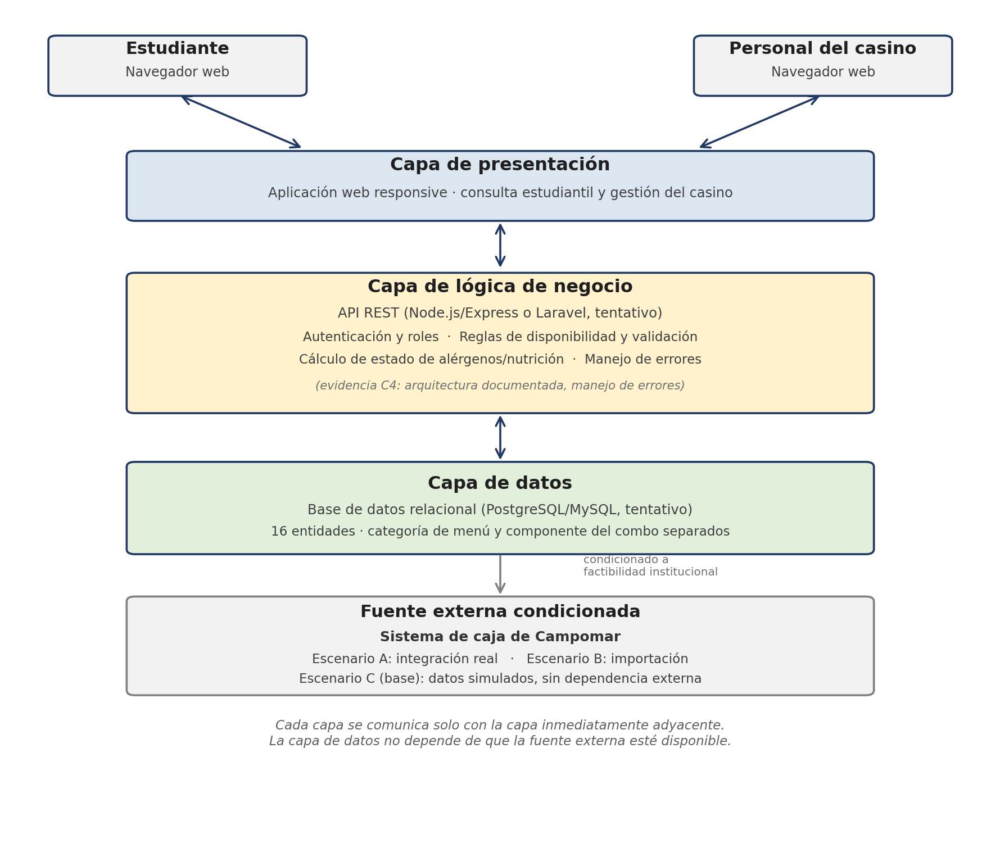 Estudiante
Navegador web
Personal del casino
Navegador web
Capa de presentación
Aplicación web responsive · consulta estudiantil y gestión del casino
Capa de lógica de negocio
API REST (Node.js/Express o Laravel, tentativo)
Autenticación y roles · Reglas de disponibilidad y validación
Cálculo de estado de alérgenos/nutrición · Manejo de errores
(evidencia C4: arquitectura documentada, manejo de errores)
Capa de datos
Base de datos relacional (PostgreSQL/MySQL, tentativo)
16 entidades · categoría de menú y componente del combo separados
condicionado a
factibilidad institucional
Fuente externa condicionada
Sistema de caja de Campomar
Escenario A: integración real · Escenario B: importación
Escenario C (base): datos simulados, sin dependencia externa
Cada capa se comunica solo con la capa inmediatamente adyacente.
La capa de datos no depende de que la fuente externa esté disponible.